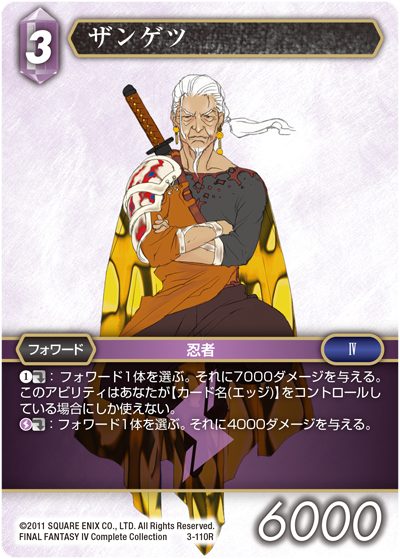 3
ザンゲツ
フォワード
忍者
IV
①:フォワード1体を選ぶ。それに7000ダメージを与える。
このアビリティはあなたが【カード名(エッジ)】をコントロールし
ている場合にしか使えない。
:フォワード1体を選ぶ。それに4000ダメージを与える。
©2011 SQUARE ENIX CO., LTD. All Rights Reserved.
FINAL FANTASY IV Complete Collection 3-110R
6000